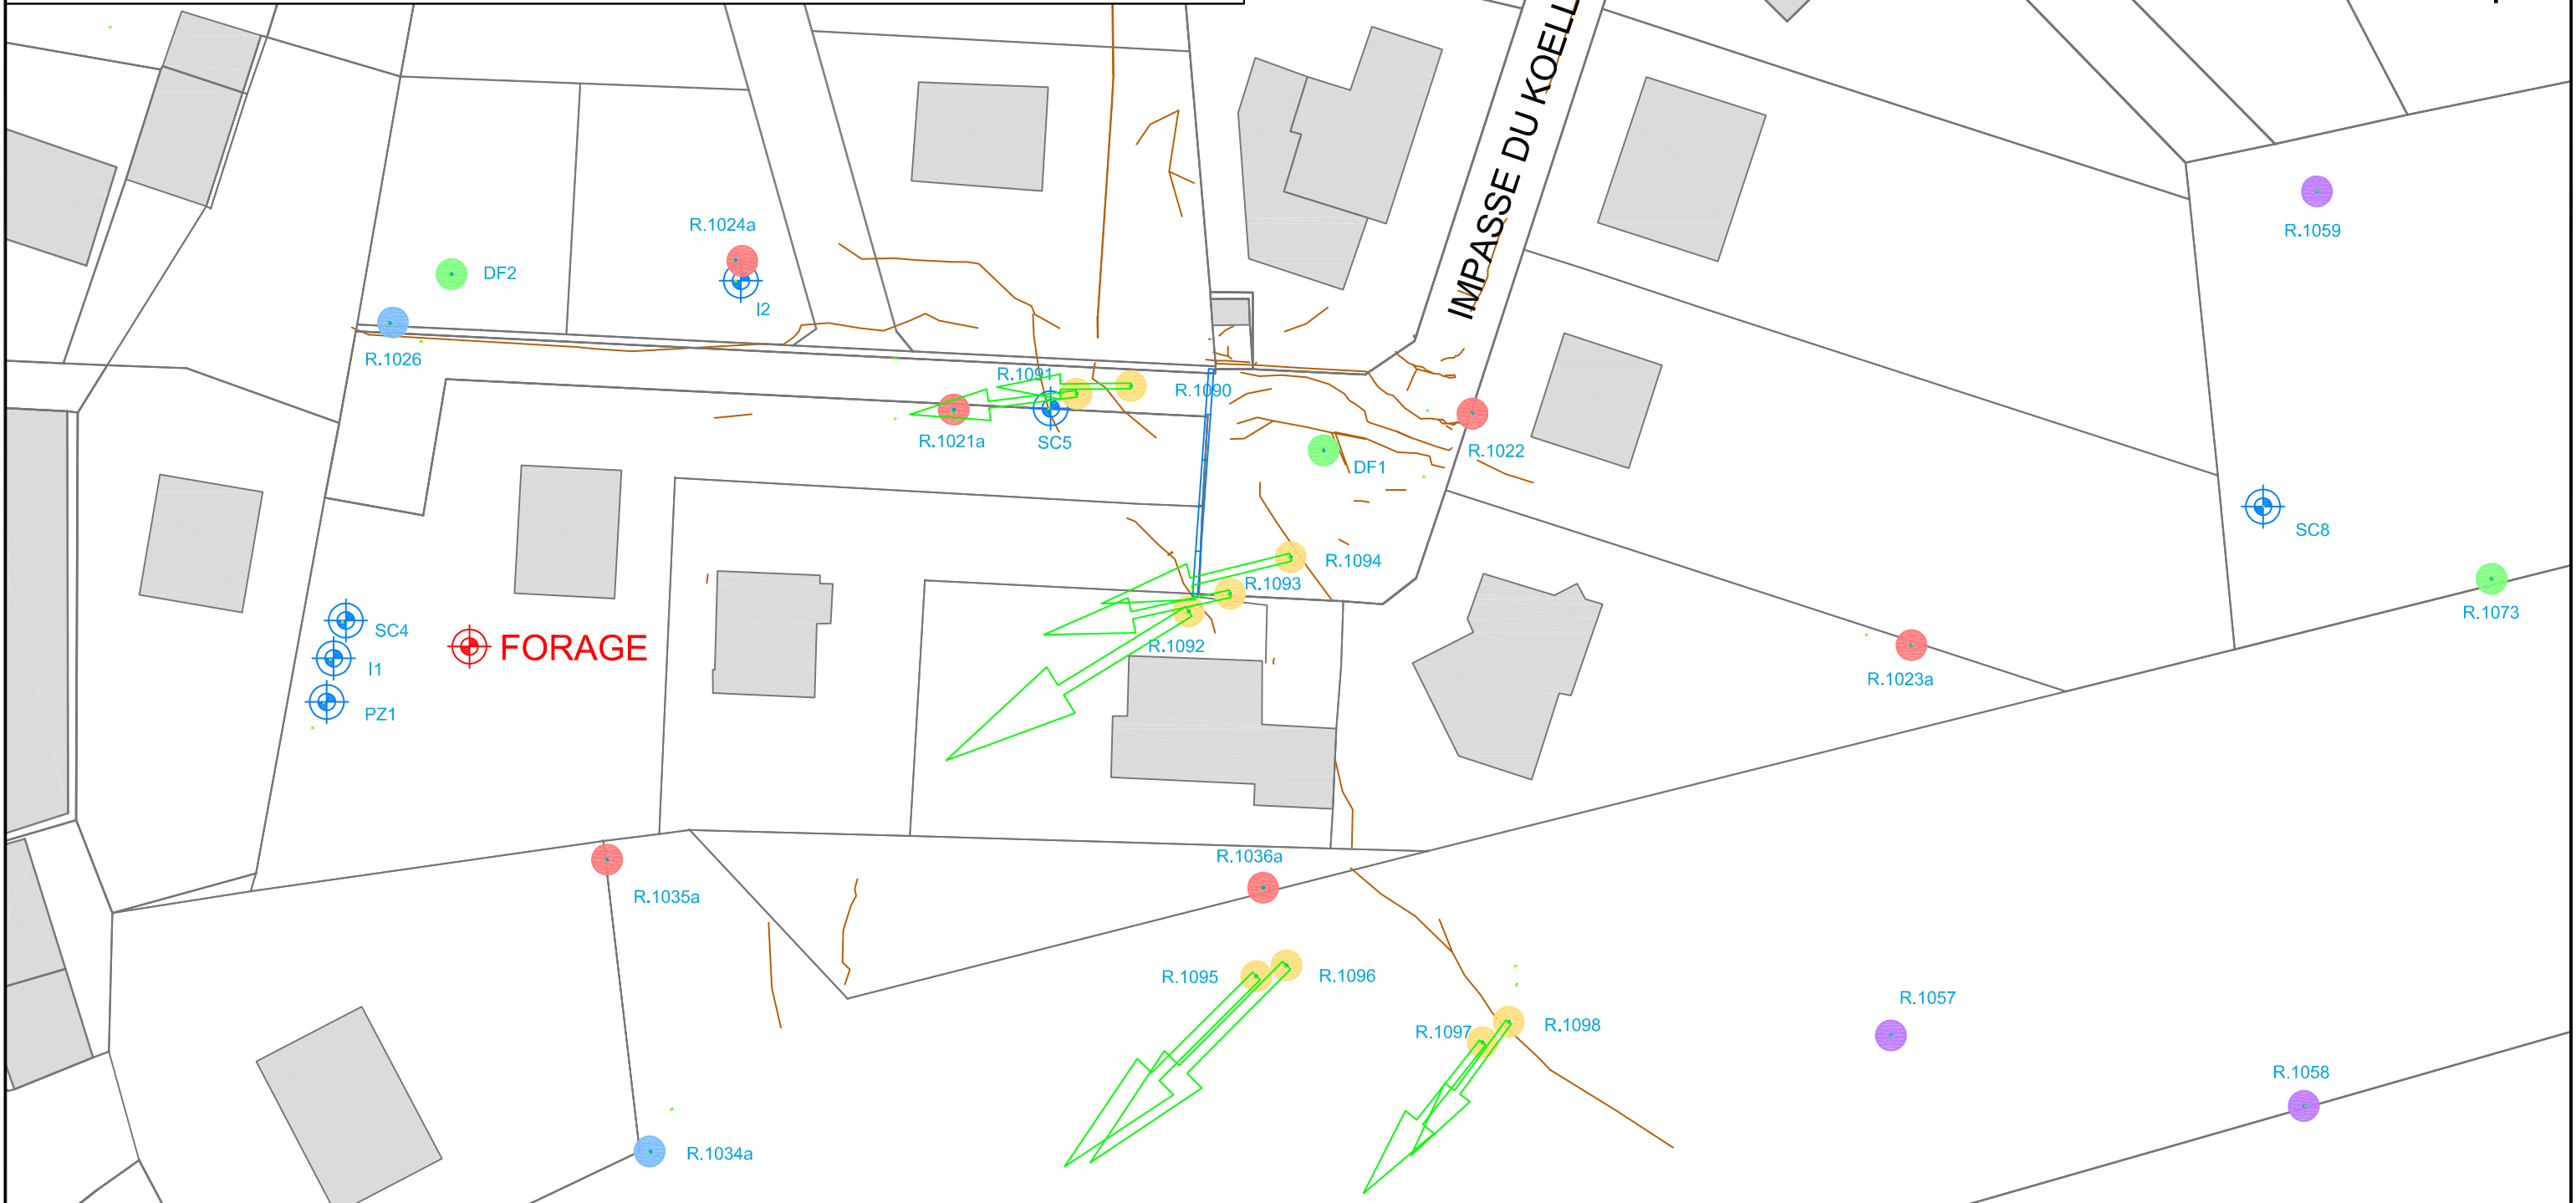 IMPASSE DU KOELL
R.1024a
R.1059
DF2
I2
R.1026
R.1091
R.1090
R.1021a
SC5
R.1022
DF1
SC8
R.1094
R.1093
R.1073
SC4
FORAGE
R.1092
I1
R.1023a
PZ1
R.1036a
R.1035a
R.1095
R.1096
R.1057
R.1097
R.1098
R.1058
R.1034a